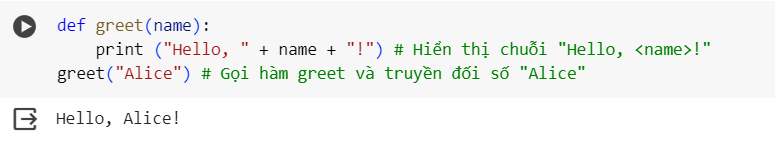 def greet(name):
    print ("Hello, " + name + "!") # Hiển thị chuỗi "Hello, <name>!"
greet("Alice") # Gọi hàm greet và truyền đối số "Alice"
Hello, Alice!